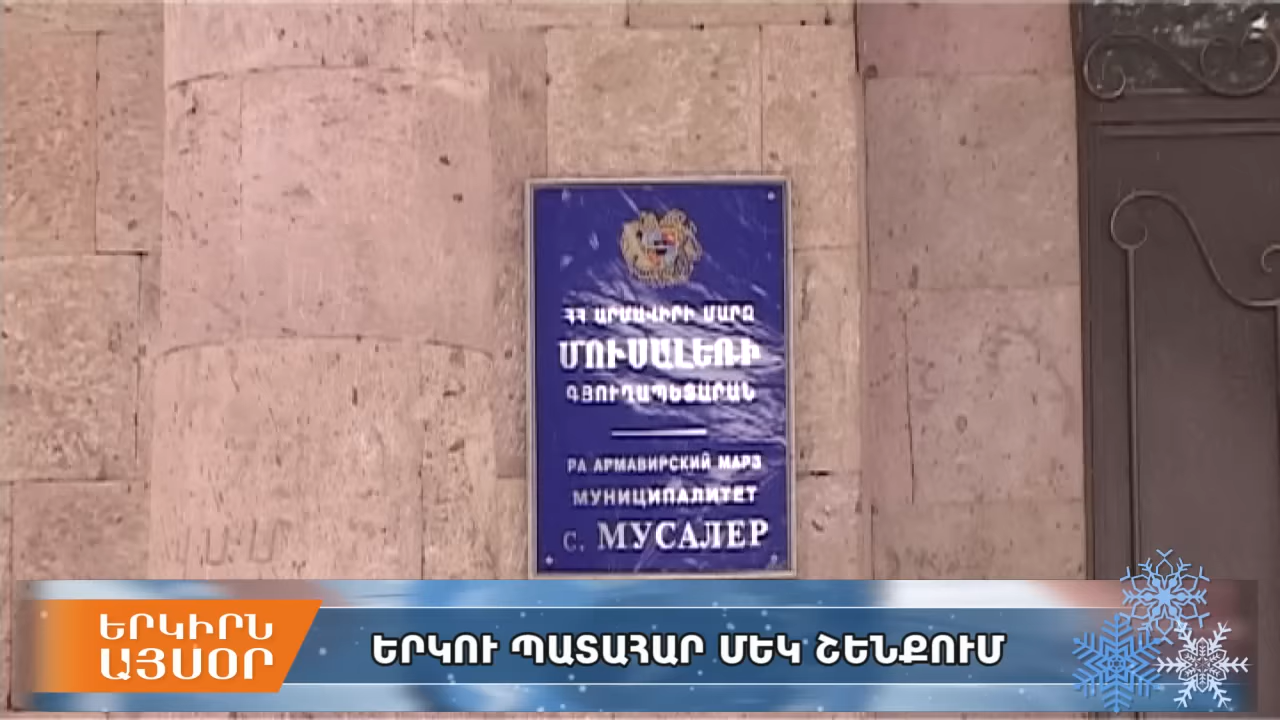 ՀՀ ԱՐՄԱՎԻՐԻ ՄԱՐԶ
ՄՈՒՍԱԼԵՌԻ
ԳՅՈՒՂԱՊԵՏԱՐԱՆ
РА АРМАВИРСКИЙ МАРЗ
МУНИЦИПАЛИТЕТ
С. МУСАЛЕР
ԵՐԿԻՐՆ
ԱՅՍՕՐ
ԵՐԿՈՒ ՊԱՏԱՀԱՐ ՄԵԿ ՇԵՆՔՈՒՄ